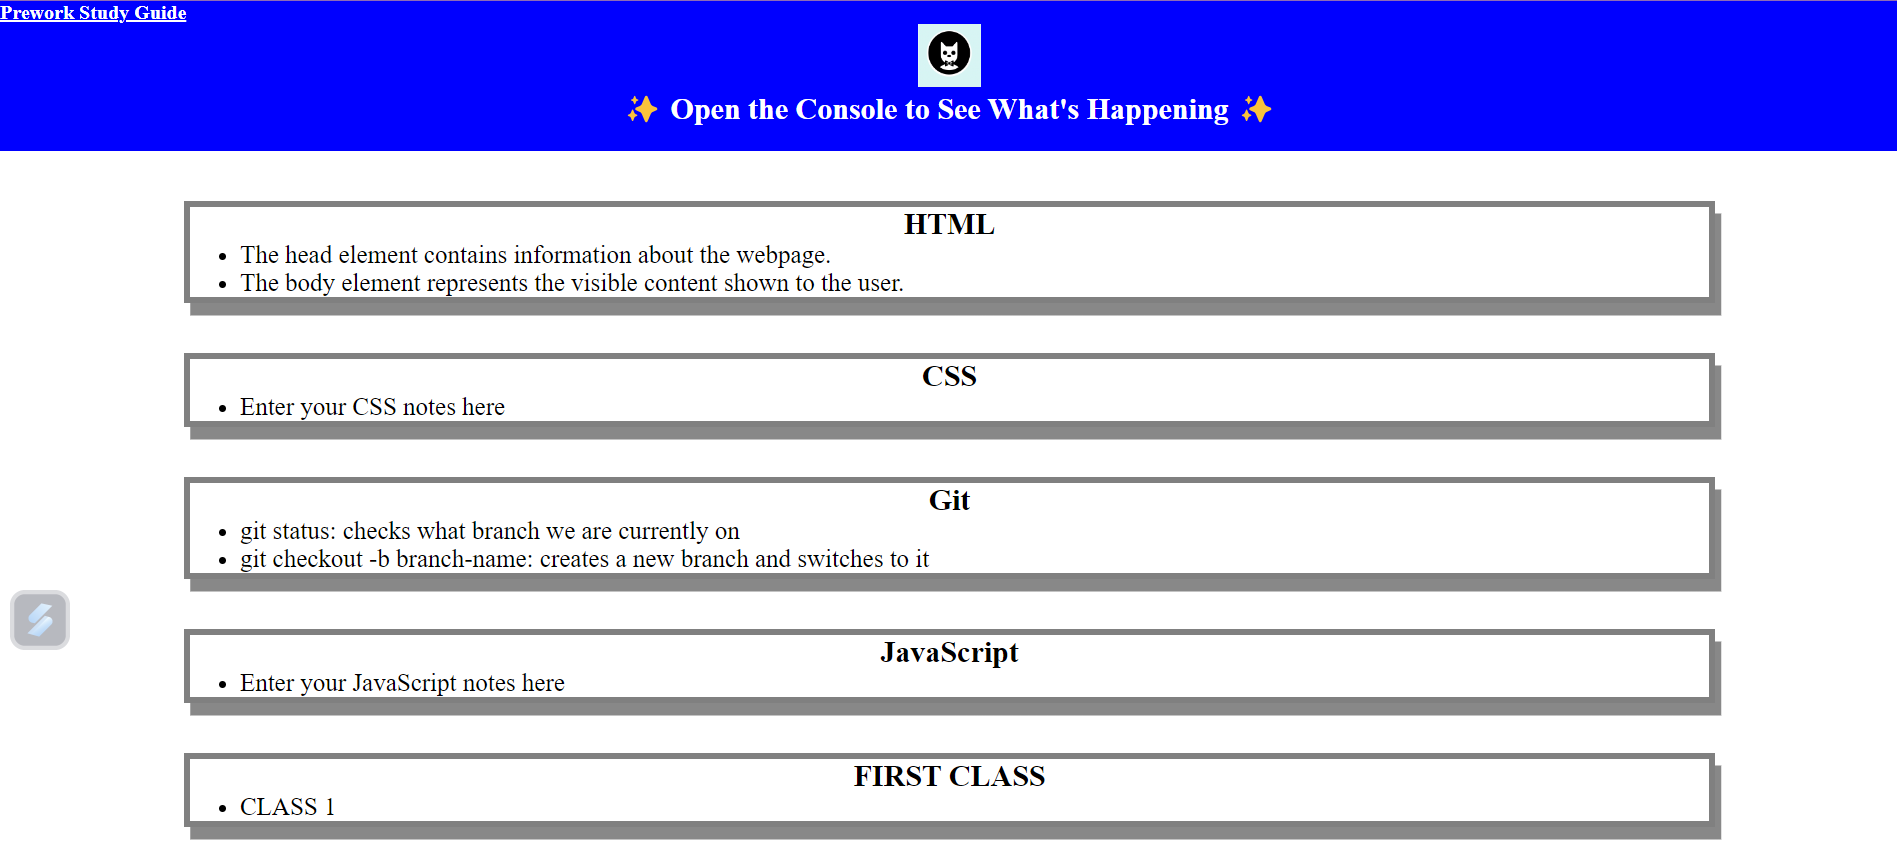 Prework Study Guide
✨ Open the Console to See What's Happening ✨
HTML
• The head element contains information about the webpage.
• The body element represents the visible content shown to the user.
CSS
• Enter your CSS notes here
Git
• git status: checks what branch we are currently on
• git checkout -b branch-name: creates a new branch and switches to it
JavaScript
• Enter your JavaScript notes here
FIRST CLASS
• CLASS 1